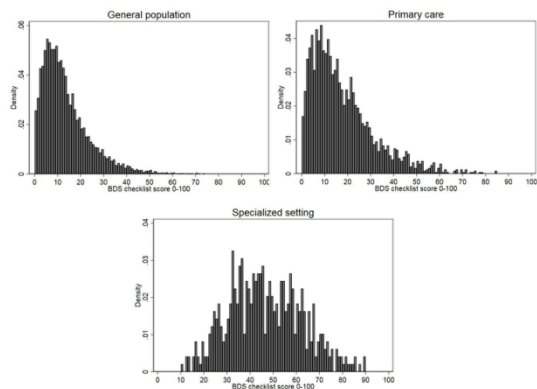 General population
Density
0 .02 .04 .06
0 10 20 30 40 50 60 70 80 90 100
BDS checklist score 0-100
Primary care
Density
0 .01 .02 .03 .04
0 10 20 30 40 50 60 70 80 90 100
BDS checklist score 0-100
Specialized setting
Density
0 .01 .02 .03 .04
0 10 20 30 40 50 60 70 80 90 100
BDS checklist score 0-100